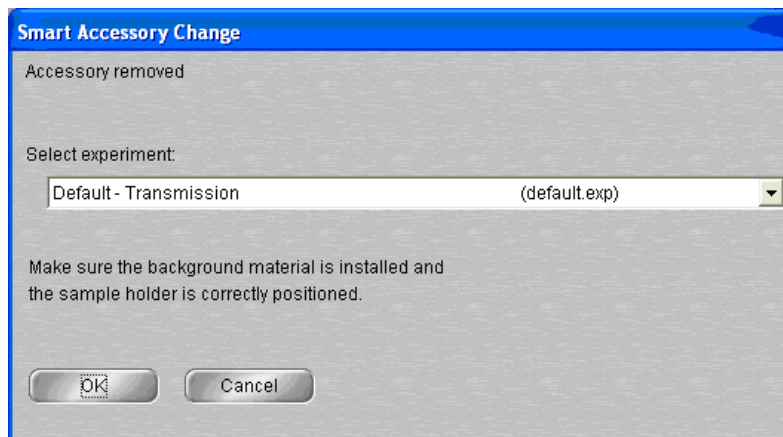 Smart Accessory Change
Accessory removed
Select experiment:
Default - Transmission (default.exp)
Make sure the background material is installed and
the sample holder is correctly positioned.
OK Cancel